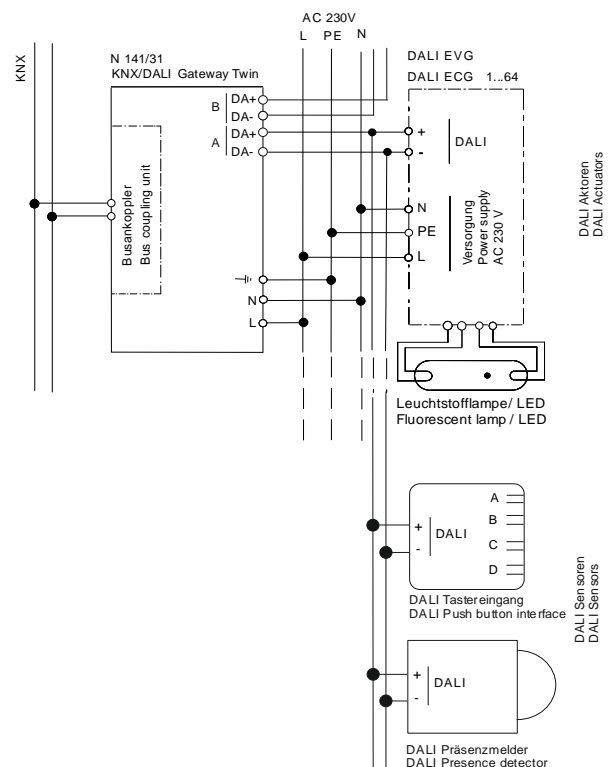 AC 230V
L PE N
KNX
N 141/31
KNX/DALI Gateway Twin
B
DA+
DA-
A
DA+
DA-
Busankoppler
Bus coupling unit
N
L
DALI EVG
DALI ECG 1...64
+
-
DALI
N
PE
L
Versorgung
Power supply
AC 230 V
DALI Aktoren
DALI Actuators
Leuchtstofflampe/ LED
Fluorescent lamp / LED
+
-
DALI
A
B
C
D
DALI Tastereingang
DALI Push button interface
DALI Sensoren
DALI Sensors
+
-
DALI
DALI Präsenzmelder
DALI Presence detector